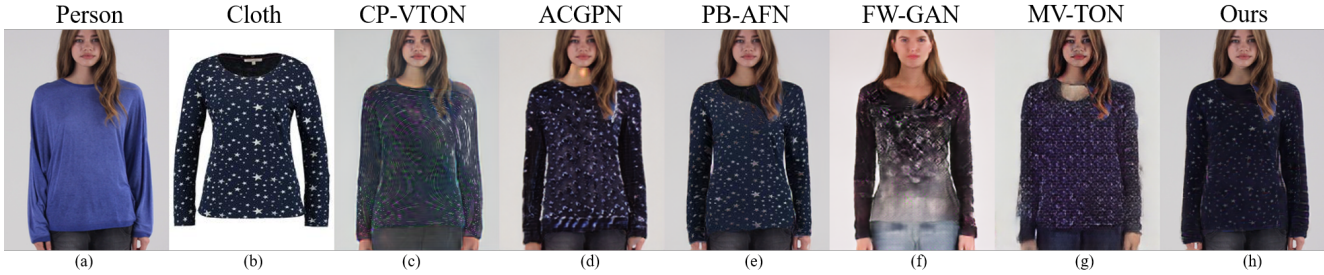 Person Cloth CP-VTON ACGPN PB-AFN FW-GAN MV-TON Ours
(a) (b) (c) (d) (e) (f) (g) (h)